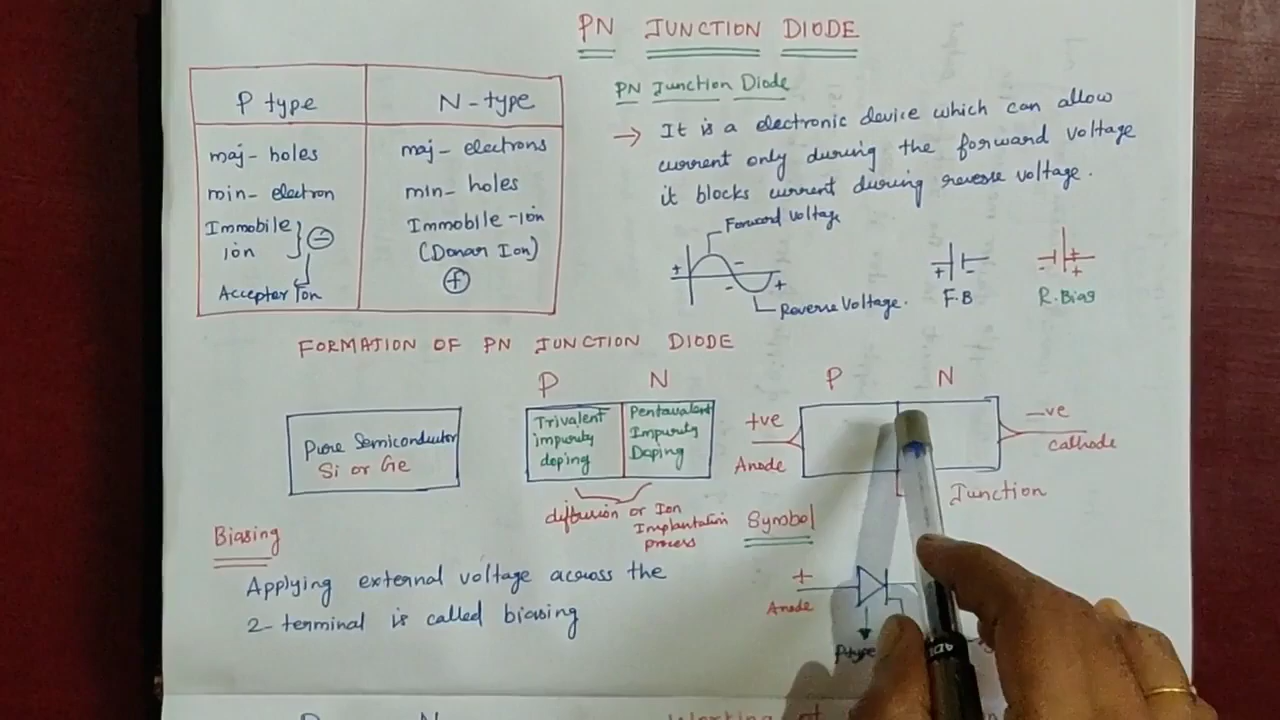 PN JUNCTION DIODE
P type
N-type
maj- holes
maj- electrons
min- electron
min- holes
Immobile ion } ⊖
Immobile -ion
(Donar Ion)
⊕
Accepter Ion
PN Junction Diode
→ It is a electronic device which can allow
current only during the forward voltage
it blocks current during reverse voltage.
Forward Voltage
+ - - +
Reverse Voltage.
+ -
F.B
- +
R.Bias
FORMATION OF PN JUNCTION DIODE
Pure Semiconductor
Si or Ge
P N
Trivalent
impurity
doping
Pentavalent
Impurity
Doping
diffusion or Ion
Implantation
process
P N
+ve
Anode
-ve
cathode
Junction
Biasing
Applying external voltage across the
2- terminal is called biasing
Symbol
+
Anode
P-type
P N
Working of